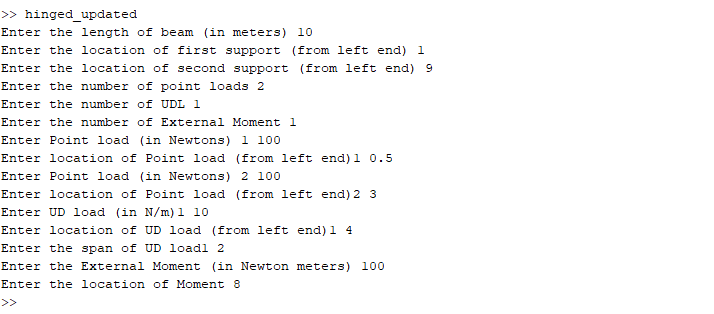 >> hinged_updated
Enter the length of beam (in meters) 10
Enter the location of first support (from left end) 1
Enter the location of second support (from left end) 9
Enter the number of point loads 2
Enter the number of UDL 1
Enter the number of External Moment 1
Enter Point load (in Newtons) 1 100
Enter location of Point load (from left end)1 0.5
Enter Point load (in Newtons) 2 100
Enter location of Point load (from left end)2 3
Enter UD load (in N/m)1 10
Enter location of UD load (from left end)1 4
Enter the span of UD load1 2
Enter the External Moment (in Newton meters) 100
Enter the location of Moment 8
>>